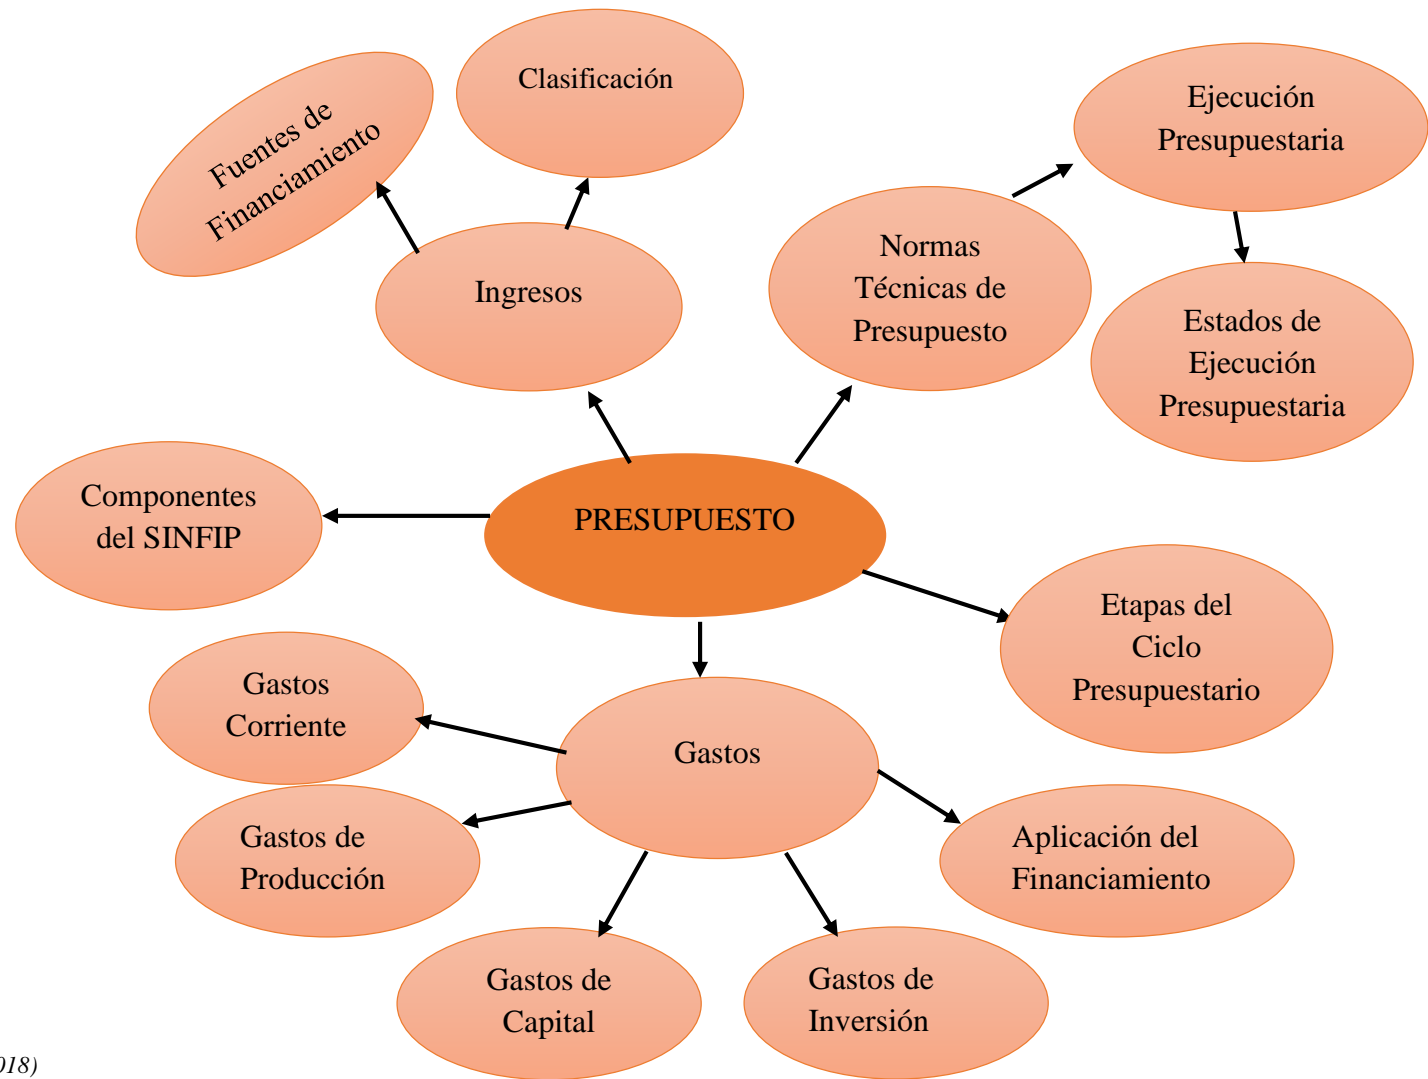 Clasificación
Fuentes de
Financiamiento
Ejecución
Presupuestaria
Ingresos
Normas
Técnicas de
Presupuesto
Estados de
Ejecución
Presupuestaria
Componentes
del SINFIP
PRESUPUESTO
Etapas del
Ciclo
Presupuestario
Gastos
Corriente
Gastos
Gastos de
Producción
Aplicación del
Financiamiento
Gastos de
Capital
Gastos de
Inversión
018)